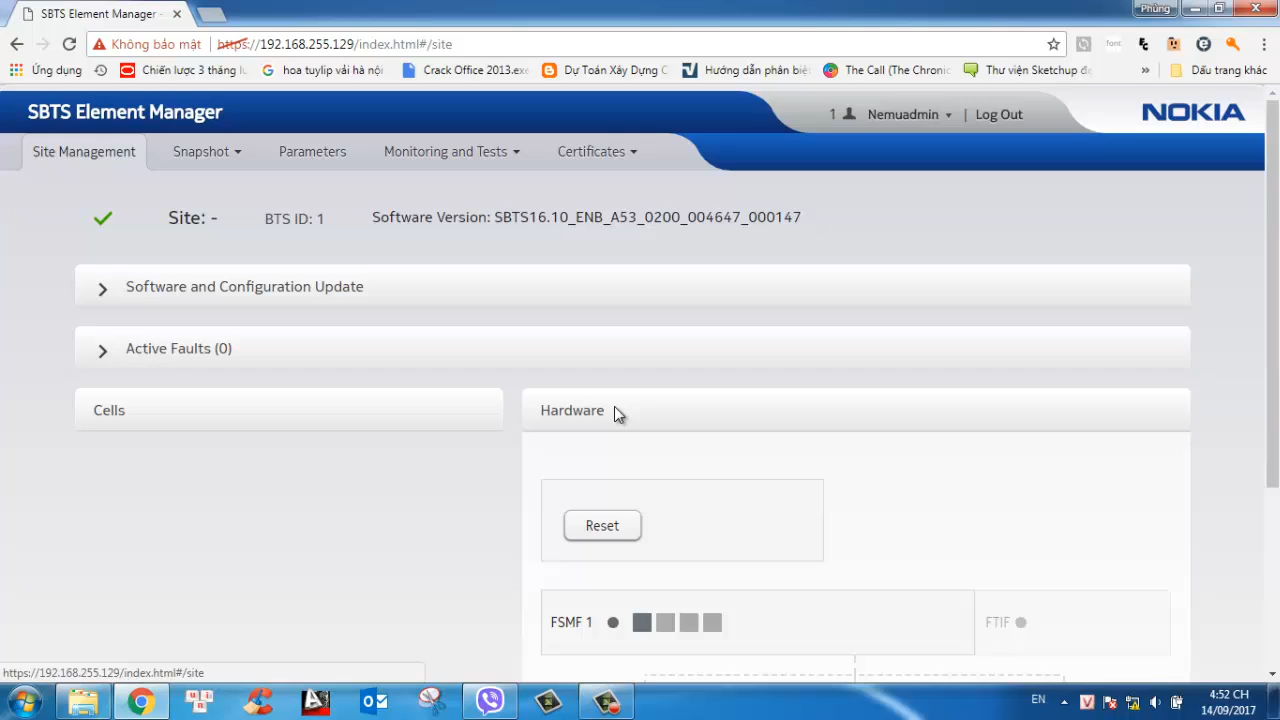 SBTS Element Manager -
Phùng
Không bảo mật
https://192.168.255.129/index.html#/site
font
Ứng dụng
Chiến lược 3 tháng
hoa tuylip vải hà nội
Crack Office 2013.exe
Dự Toán Xây Dựng C
Hướng dẫn phân biệ
The Call (The Chronic
Thư viện Sketchup đ
»
Dấu trang khác
SBTS Element Manager
1
Nemuadmin
| Log Out
NOKIA
Site Management
Snapshot
Parameters
Monitoring and Tests
Certificates
Site: -
BTS ID: 1
Software Version: SBTS16.10_ENB_A53_0200_004647_000147
Software and Configuration Update
Active Faults (0)
Cells
Hardware
Reset
FSMF 1
FTIF
https://192.168.255.129/index.html#/site
EN
4:52 CH
14/09/2017